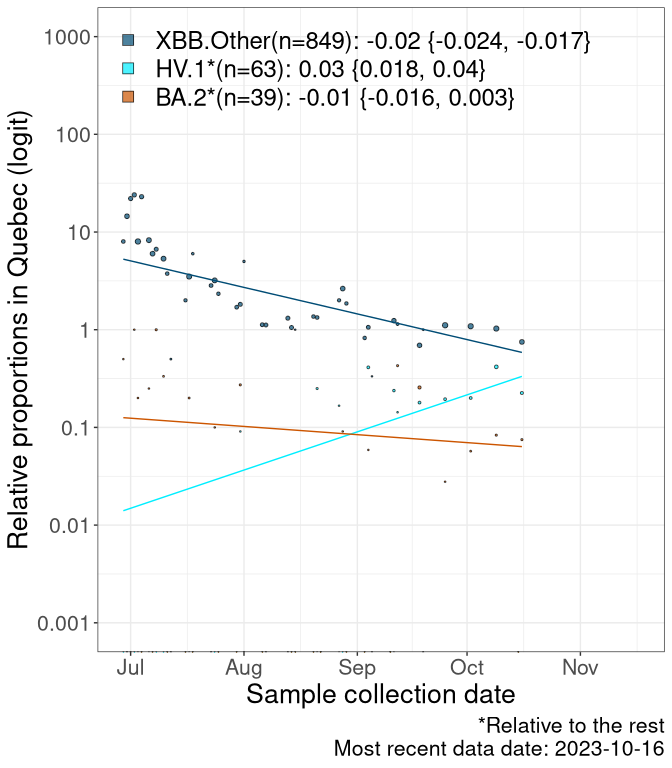 XBB.Other(n=849): -0.02 {-0.024, -0.017}
HV.1*(n=63): 0.03 {0.018, 0.04}
BA.2*(n=39): -0.01 {-0.016, 0.003}
Relative proportions in Quebec (logit)
1000
100
10
1
0.1
0.01
0.001
Jul Aug Sep Oct Nov
Sample collection date
*Relative to the rest
Most recent data date: 2023-10-16